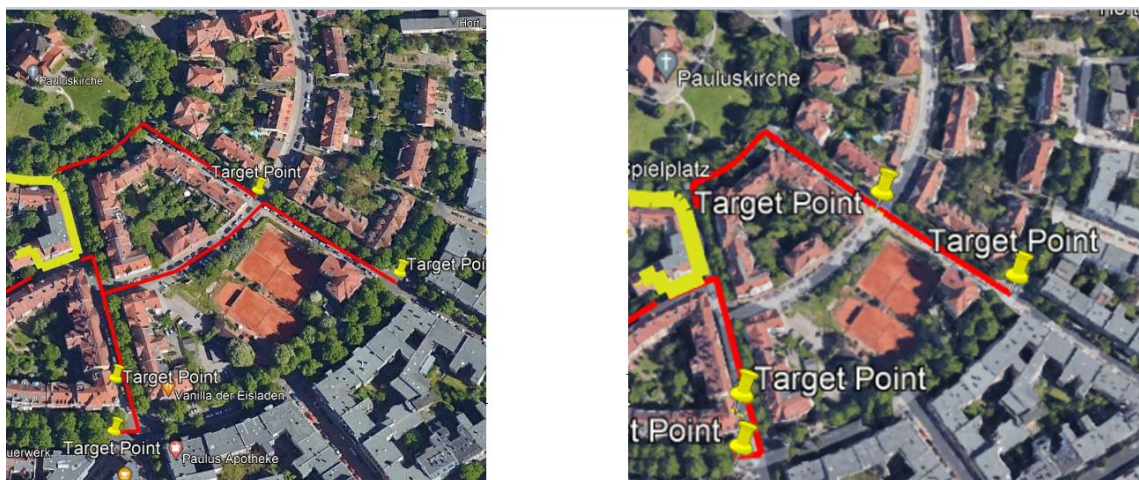 Hort
Pauluskirche
Target Point
Target Poi
Target Point
Vanilla der Eisladen
Target Point
uerwerk
Paulus-Apotheke
Pauluskirche
Spielplatz
Target Point
Target Point
Target Point
t Point